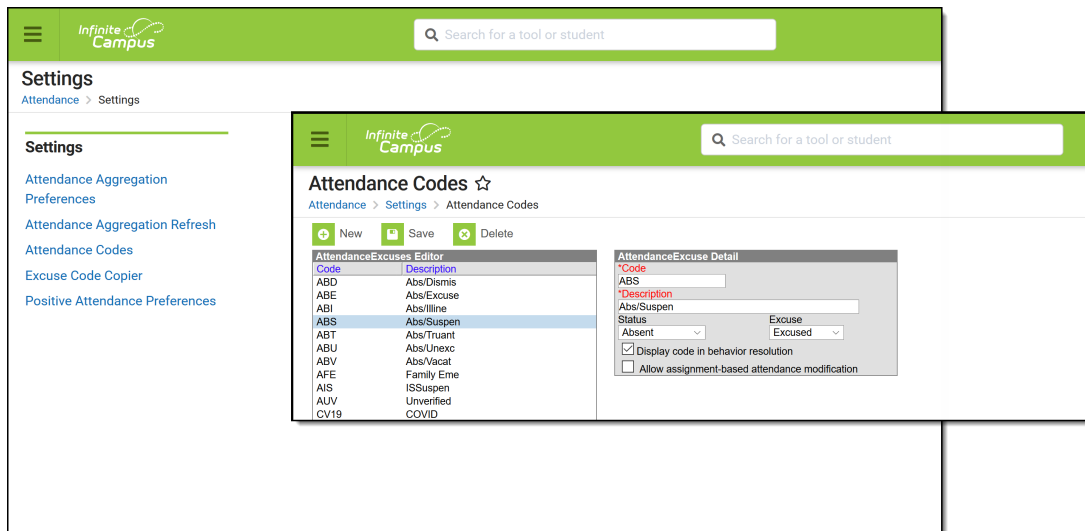 Infinite
Campus
Search for a tool or student
Settings
Attendance > Settings
Settings
Attendance Aggregation
Preferences
Attendance Aggregation Refresh
Attendance Codes
Excuse Code Copier
Positive Attendance Preferences
Infinite
Campus
Search for a tool or student
Attendance Codes
Attendance > Settings > Attendance Codes
New Save Delete
AttendanceExcuses Editor
Code Description
ABD Abs/Dismis
ABE Abs/Excuse
ABI Abs/Illine
ABS Abs/Suspen
ABT Abs/Truant
ABU Abs/Unexc
ABV Abs/Vacat
AFE Family Eme
AIS ISSuspen
AUV Unverified
CV19 COVID
AttendanceExcuse Detail
*Code
ABS
*Description
Abs/Suspen
Status Excuse
Absent Excused
Display code in behavior resolution
Allow assignment-based attendance modification